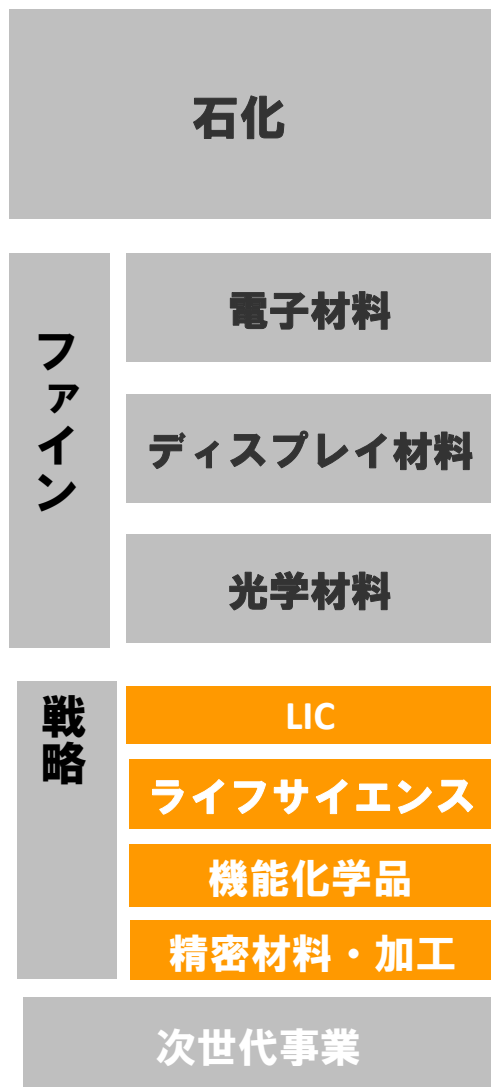 石化
ファイン
電子材料
ディスプレイ材料
光学材料
戦略
LIC
ライフサイエンス
機能化学品
精密材料・加工
次世代事業